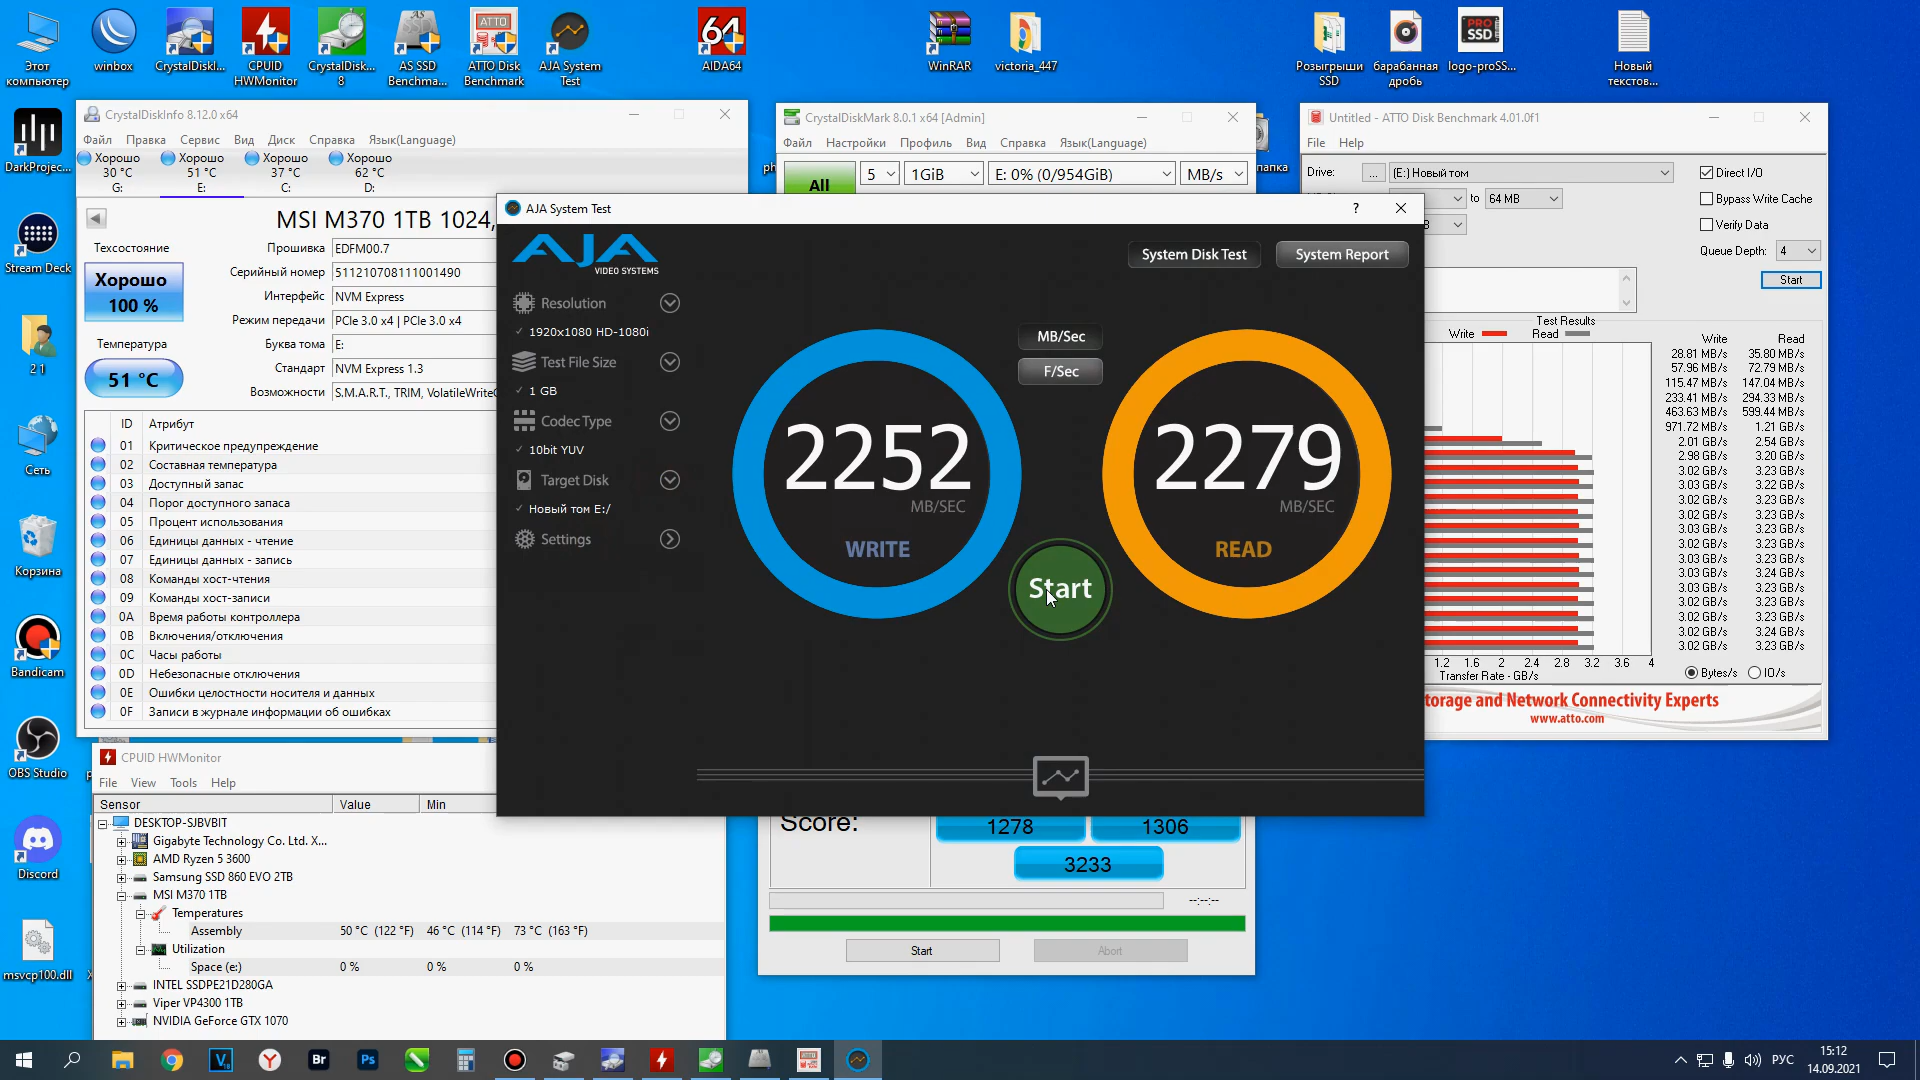 Этот компьютер
winbox
CrystalDiskI...
CPUID HWMonitor
CrystalDisk... 8
AS SSD Benchma...
ATTO Disk Benchmark
AJA System Test
64
AIDA64
WinRAR
victoria_447
Розыгрыши SSD
барабанная дробь
PRO SSD
logo-proSS...
Новый текстов...
DarkProjec...
Stream Deck
2 1
Сеть
Корзина
Bandicam
OBS Studio
Discord
msvcp100.dll
CrystalDiskInfo 8.12.0 x64
Файл Правка Сервис Вид Диск Справка Язык(Language)
Хорошо Хорошо Хорошо Хорошо
30 °C 51 °C 37 °C 62 °C
G: E: C: D:
MSI M370 1TB 1024,
Техсостояние
Хорошо
100 %
Температура
51 °C
Прошивка EDFM00.7
Серийный номер 511210708111001490
Интерфейс NVM Express
Режим передачи PCIe 3.0 x4 | PCIe 3.0 x4
Буква тома E:
Стандарт NVM Express 1.3
Возможности S.M.A.R.T., TRIM, VolatileWriteC
ID Атрибут
01 Критическое предупреждение
02 Составная температура
03 Доступный запас
04 Порог доступного запаса
05 Процент использования
06 Единицы данных - чтение
07 Единицы данных - запись
08 Команды хост-чтения
09 Команды хост-записи
0A Время работы контроллера
0B Включения/отключения
0C Часы работы
0D Небезопасные отключения
0E Ошибки целостности носителя и данных
0F Записи в журнале информации об ошибках
CPUID HWMonitor
File View Tools Help
Sensor Value Min
DESKTOP-SJBVBIT
Gigabyte Technology Co. Ltd. X...
AMD Ryzen 5 3600
Samsung SSD 860 EVO 2TB
MSI M370 1TB
Temperatures
Assembly 50 °C (122 °F) 46 °C (114 °F) 73 °C (163 °F)
Utilization
Space (e:) 0 % 0 % 0 %
INTEL SSDPE21D280GA
Viper VP4300 1TB
NVIDIA GeForce GTX 1070
CrystalDiskMark 8.0.1 x64 [Admin]
Файл Настройки Профиль Вид Справка Язык(Language)
All 5 1GiB E: 0% (0/954GiB) MB/s
AJA System Test ?
AJA
VIDEO SYSTEMS
System Disk Test System Report
Resolution
1920x1080 HD-1080i
Test File Size
1 GB
Codec Type
10bit YUV
Target Disk
Новый том E:/
Settings
MB/Sec
F/Sec
2252
MB/SEC
WRITE
2279
MB/SEC
READ
Start
Score:
1278 1306
3233
--:--:--
Start Abort
Untitled - ATTO Disk Benchmark 4.01.0f1
File Help
Drive: ... (E:) Новый том
to 64 MB
Direct I/O
Bypass Write Cache
Verify Data
Queue Depth: 4
Start
Test Results
Write Read
Write Read
28.81 MB/s 35.80 MB/s
57.96 MB/s 72.79 MB/s
115.47 MB/s 147.04 MB/s
233.41 MB/s 294.33 MB/s
463.63 MB/s 599.44 MB/s
971.72 MB/s 1.21 GB/s
2.01 GB/s 2.54 GB/s
2.98 GB/s 3.20 GB/s
3.02 GB/s 3.23 GB/s
3.03 GB/s 3.22 GB/s
3.02 GB/s 3.23 GB/s
3.02 GB/s 3.23 GB/s
3.03 GB/s 3.23 GB/s
3.02 GB/s 3.23 GB/s
3.03 GB/s 3.24 GB/s
3.03 GB/s 3.23 GB/s
3.02 GB/s 3.23 GB/s
3.02 GB/s 3.23 GB/s
3.02 GB/s 3.24 GB/s
3.02 GB/s 3.23 GB/s
1.2 1.6 2 2.4 2.8 3.2 3.6 4
Transfer Rate - GB/s
Bytes/s IO/s
torage and Network Connectivity Experts
www.atto.com
Br
Ps
РУС
15:12
14.09.2021